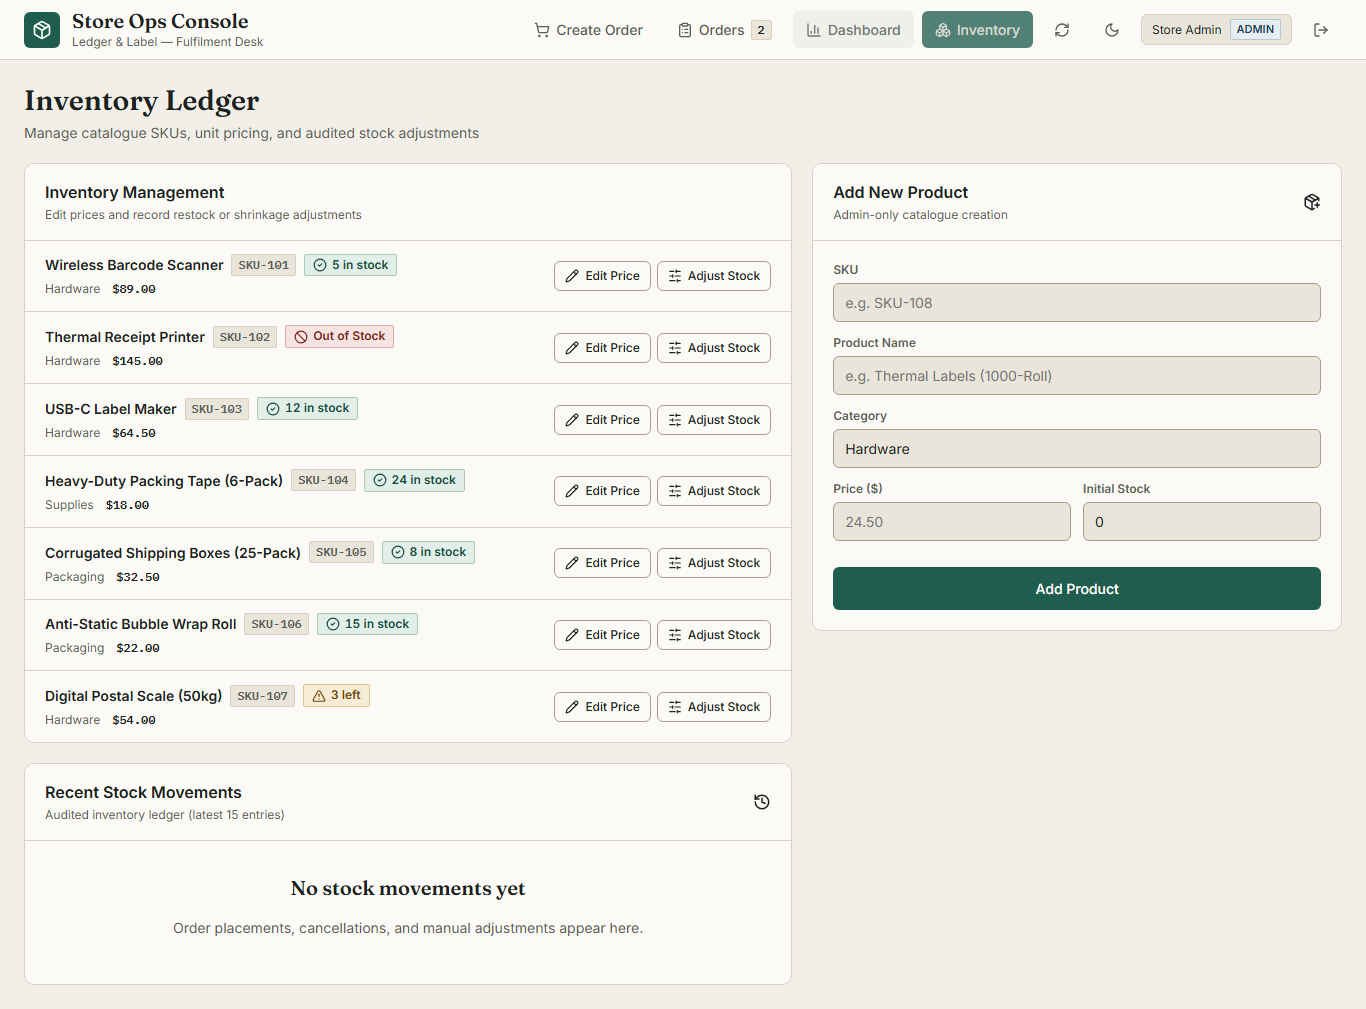 Store Ops Console
Ledger & Label — Fulfilment Desk
Create Order
Orders 2
Dashboard
Inventory
Store Admin ADMIN
Inventory Ledger
Manage catalogue SKUs, unit pricing, and audited stock adjustments
Inventory Management
Edit prices and record restock or shrinkage adjustments
Wireless Barcode Scanner SKU-101 5 in stock
Hardware $89.00
Edit Price Adjust Stock
Thermal Receipt Printer SKU-102 Out of Stock
Hardware $145.00
Edit Price Adjust Stock
USB-C Label Maker SKU-103 12 in stock
Hardware $64.50
Edit Price Adjust Stock
Heavy-Duty Packing Tape (6-Pack) SKU-104 24 in stock
Supplies $18.00
Edit Price Adjust Stock
Corrugated Shipping Boxes (25-Pack) SKU-105 8 in stock
Packaging $32.50
Edit Price Adjust Stock
Anti-Static Bubble Wrap Roll SKU-106 15 in stock
Packaging $22.00
Edit Price Adjust Stock
Digital Postal Scale (50kg) SKU-107 3 left
Hardware $54.00
Edit Price Adjust Stock
Recent Stock Movements
Audited inventory ledger (latest 15 entries)
No stock movements yet
Order placements, cancellations, and manual adjustments appear here.
Add New Product
Admin-only catalogue creation
SKU
e.g. SKU-108
Product Name
e.g. Thermal Labels (1000-Roll)
Category
Hardware
Price ($) Initial Stock
24.50 0
Add Product